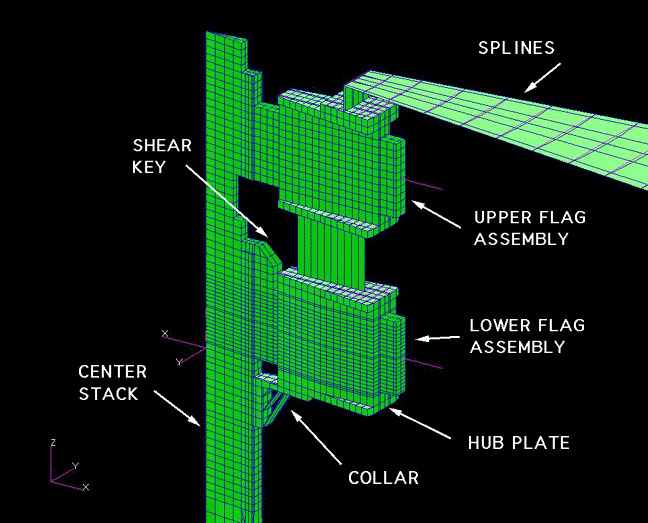 SPLINES
SHEAR
KEY
UPPER FLAG
ASSEMBLY
LOWER FLAG
ASSEMBLY
X
Y
CENTER
STACK
HUB PLATE
COLLAR
Z
Y
X